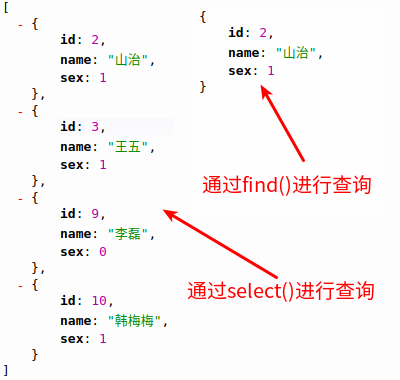 [
- {
id: 2,
name: "山治",
sex: 1
},
- {
id: 3,
name: "王五",
sex: 1
},
- {
id: 9,
name: "李磊",
sex: 0
},
- {
id: 10,
name: "韩梅梅",
sex: 1
}
]
{
id: 2,
name: "山治",
sex: 1
}
通过find()进行查询
通过select()进行查询